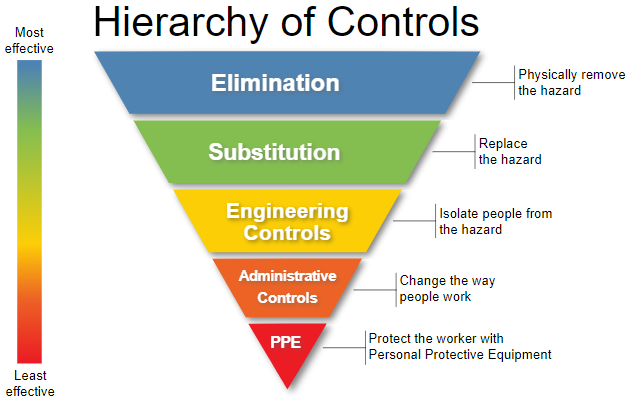 Hierarchy of Controls
Most
effective
Elimination
Physically remove
the hazard
Substitution
Replace
the hazard
Engineering
Controls
Isolate people from
the hazard
Administrative
Controls
Change the way
people work
PPE
Protect the worker with
Personal Protective Equipment
Least
effective